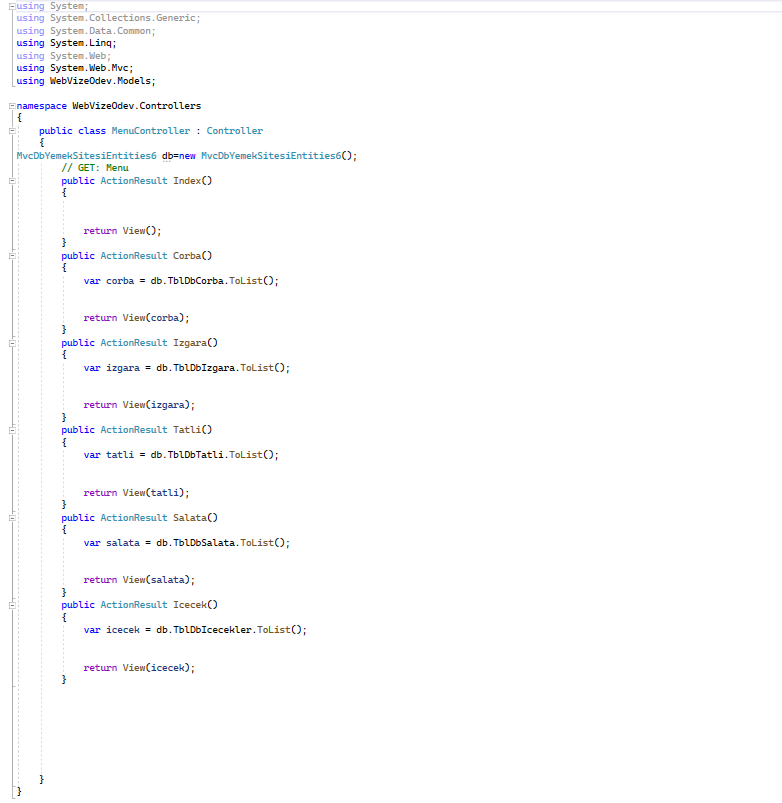 using System;
using System.Collections.Generic;
using System.Data.Common;
using System.Linq;
using System.Web;
using System.Web.Mvc;
using WebVizeOdev.Models;

namespace WebVizeOdev.Controllers
{
    public class MenuController : Controller
    {
MvcDbYemekSitesiEntities6 db=new MvcDbYemekSitesiEntities6();
        // GET: Menu
        public ActionResult Index()
        {


            return View();
        }
        public ActionResult Corba()
        {
            var corba = db.TblDbCorba.ToList();


            return View(corba);
        }
        public ActionResult Izgara()
        {
            var izgara = db.TblDbIzgara.ToList();


            return View(izgara);
        }
        public ActionResult Tatli()
        {
            var tatli = db.TblDbTatli.ToList();


            return View(tatli);
        }
        public ActionResult Salata()
        {
            var salata = db.TblDbSalata.ToList();


            return View(salata);
        }
        public ActionResult Icecek()
        {
            var icecek = db.TblDbIcecekler.ToList();


            return View(icecek);
        }







    }
}